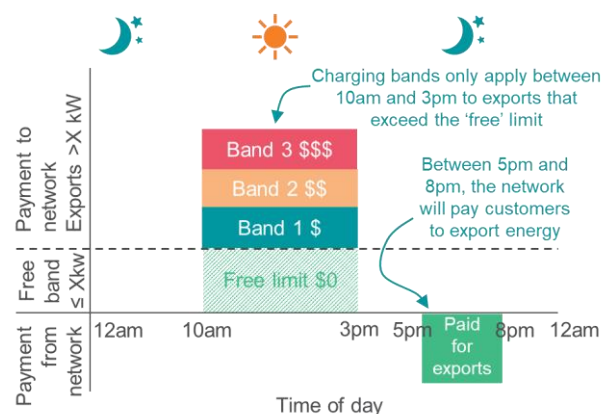 Charging bands only apply between
10am and 3pm to exports that
exceed the ‘free’ limit
Payment to
network
Exports >X kW
Band 3 $$$
Band 2 $$
Band 1 $
Between 5pm and
8pm, the network
will pay customers
to export energy
Free
band
≤ Xkw
Free limit $0
Payment
from
network
12am
10am
3pm
5pm
8pm
12am
Paid
for
exports
Time of day